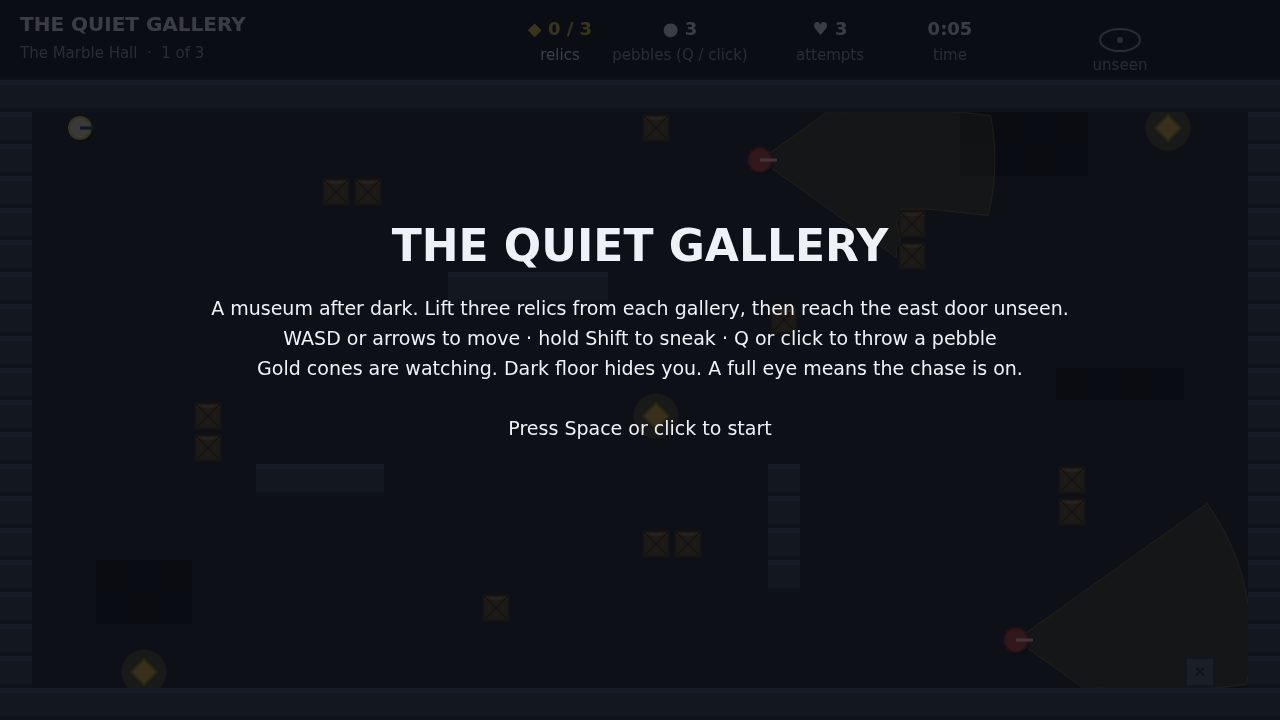 THE QUIET GALLERY
The Marble Hall · 1 of 3
◆ 0 / 3
relics
● 3
pebbles (Q / click)
♥ 3
attempts
0:05
time
unseen
THE QUIET GALLERY
A museum after dark. Lift three relics from each gallery, then reach the east door unseen.
WASD or arrows to move · hold Shift to sneak · Q or click to throw a pebble
Gold cones are watching. Dark floor hides you. A full eye means the chase is on.
Press Space or click to start
×